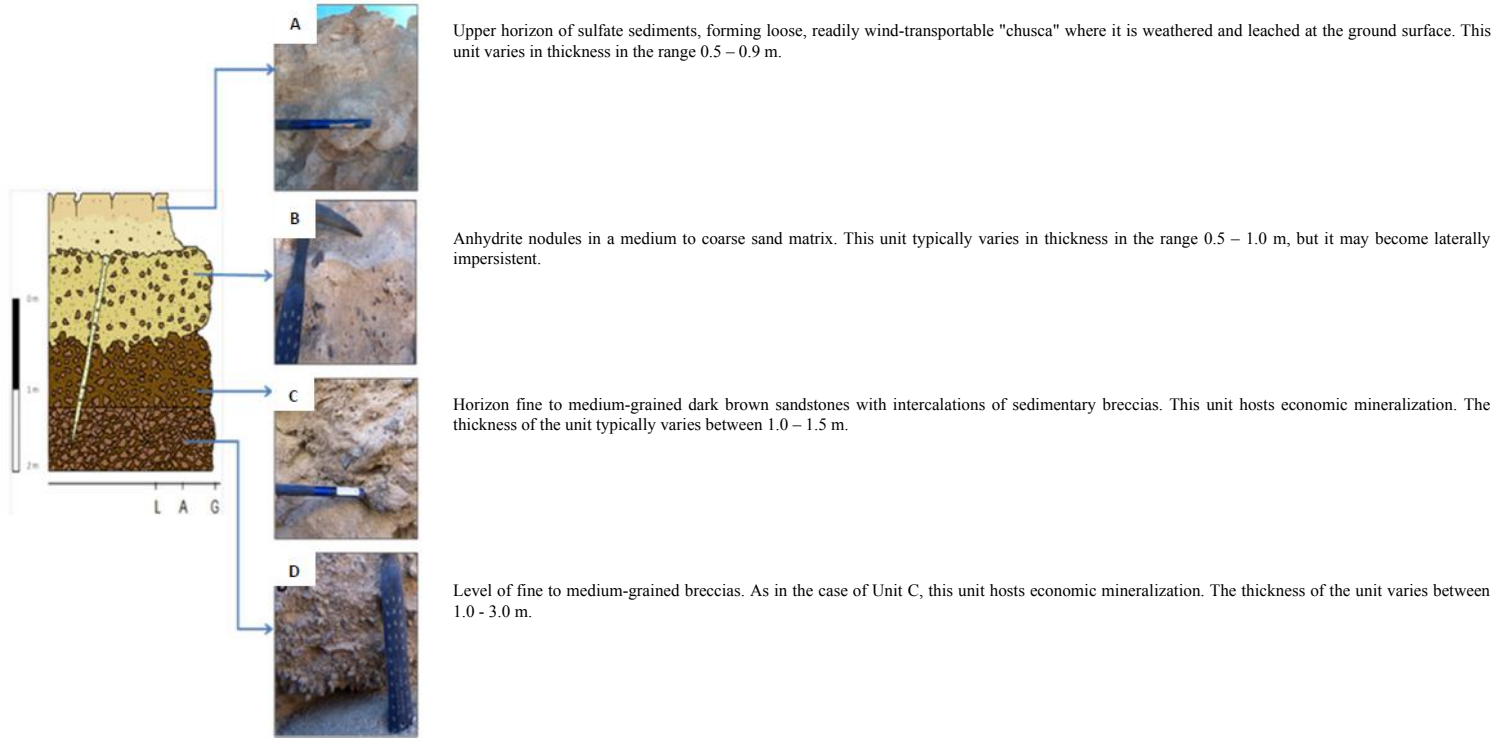 A
Upper horizon of sulfate sediments, forming loose, readily wind-transportable "chusca" where it is weathered and leached at the ground surface. This
unit varies in thickness in the range 0.5 – 0.9 m.
B
Anhydrite nodules in a medium to coarse sand matrix. This unit typically varies in thickness in the range 0.5 – 1.0 m, but it may become laterally
impersistent.
0m
1m
2m
L A G
C
Horizon fine to medium-grained dark brown sandstones with intercalations of sedimentary breccias. This unit hosts economic mineralization. The
thickness of the unit typically varies between 1.0 – 1.5 m.
D
Level of fine to medium-grained breccias. As in the case of Unit C, this unit hosts economic mineralization. The thickness of the unit varies between
1.0 - 3.0 m.